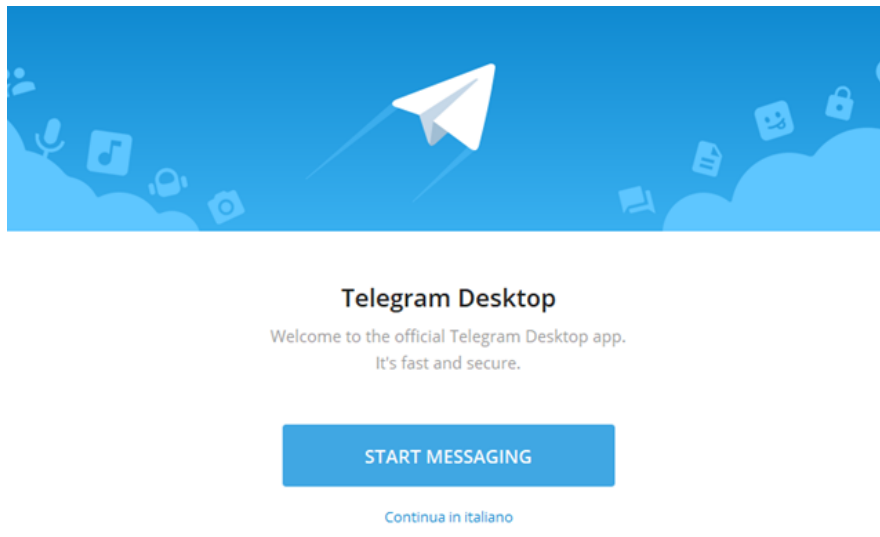 Telegram Desktop
Welcome to the official Telegram Desktop app.
It's fast and secure.
START MESSAGING
Continua in italiano